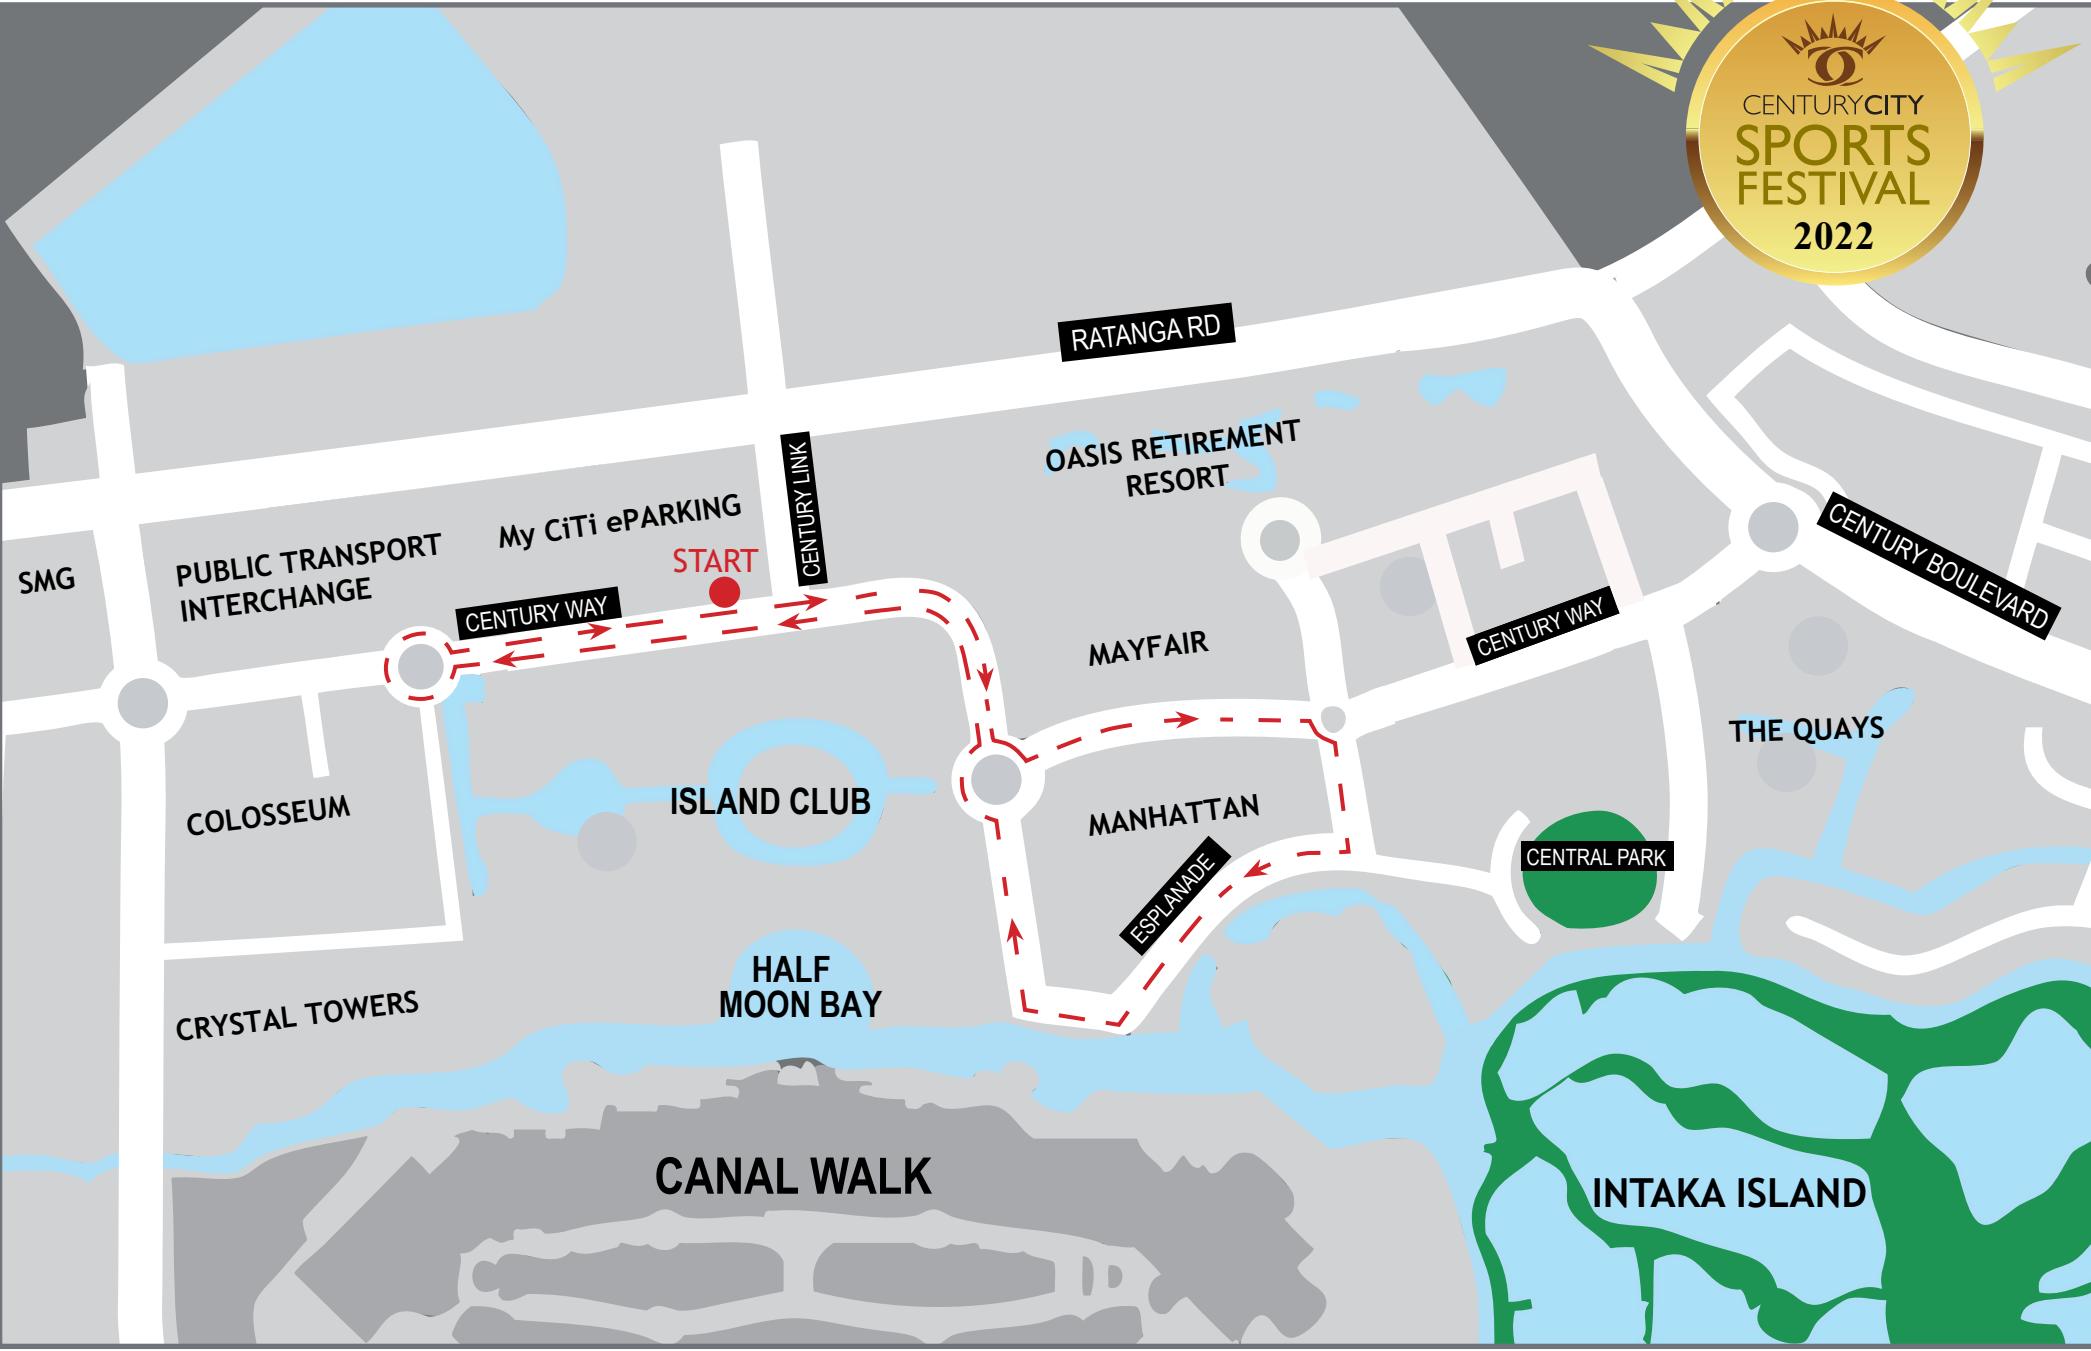 CENTURYCITY
SPORTS
FESTIVAL
2022
RATANGA RD
OASIS RETIREMENT
RESORT
CENTURY LINK
My CiTi ePARKING
PUBLIC TRANSPORT
INTERCHANGE
SMG
START
CENTURY WAY
CENTURY BOULEVARD
CENTURY WAY
MAYFAIR
THE QUAYS
ISLAND CLUB
COLOSSEUM
MANHATTAN
ESPLANADE
CENTRAL PARK
HALF
MOON BAY
CRYSTAL TOWERS
CANAL WALK
INTAKA ISLAND